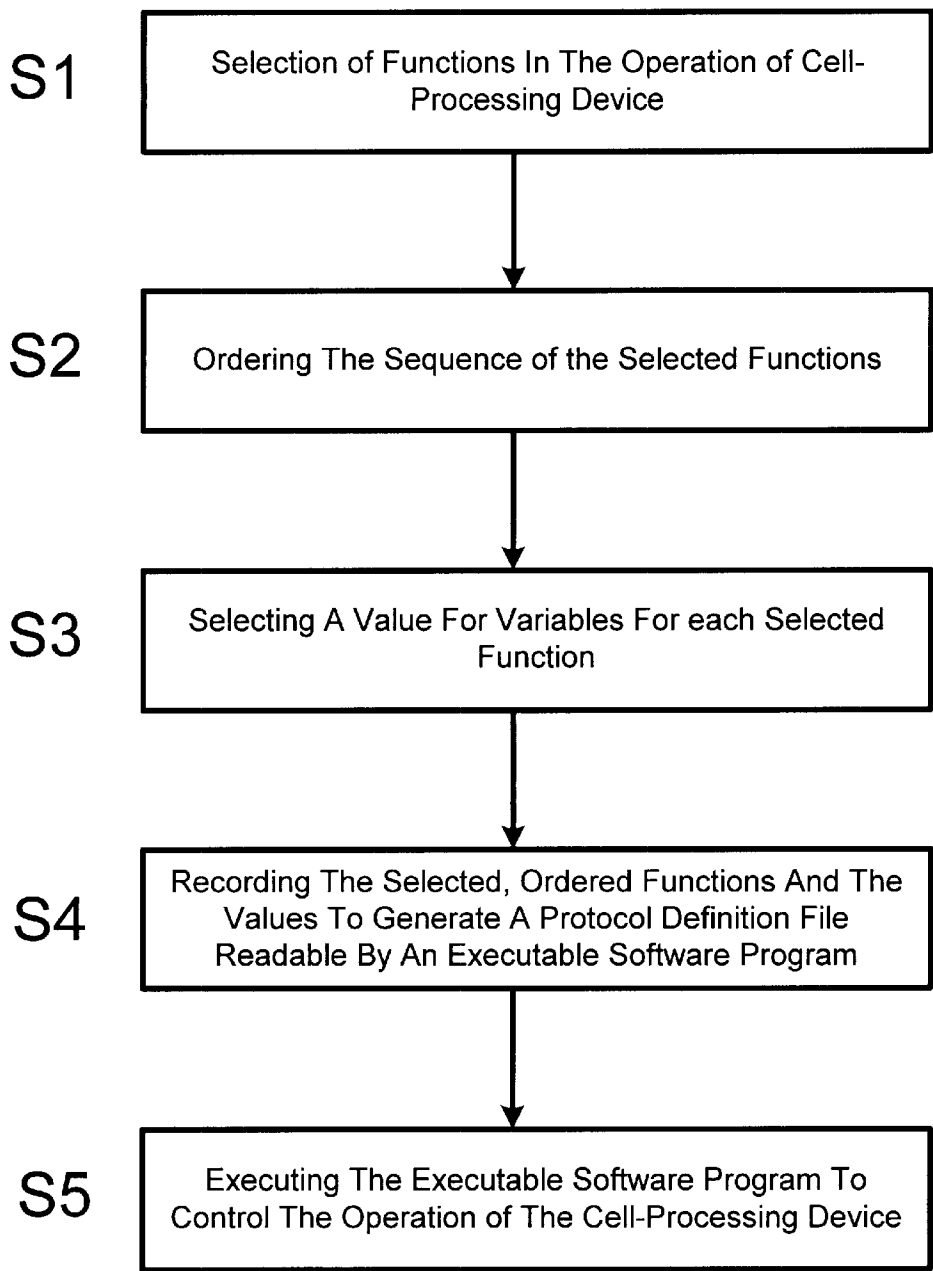 S1
Selection of Functions In The Operation of Cell-
Processing Device
S2
Ordering The Sequence of the Selected Functions
S3
Selecting A Value For Variables For each Selected
Function
S4
Recording The Selected, Ordered Functions And The
Values To Generate A Protocol Definition File
Readable By An Executable Software Program
S5
Executing The Executable Software Program To
Control The Operation of The Cell-Processing Device